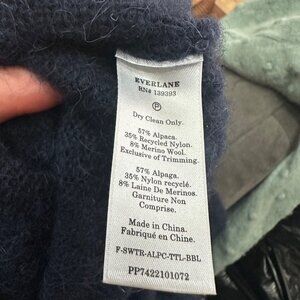 EVERLANE
RN# 139393
P
Dry Clean Only.
57% Alpaca.
35% Recycled Nylon.
8% Merino Wool.
Exclusive of Trimming.
57% Alpaga.
35% Nylon recyclé.
8% Laine De Merinos.
Garniture Non
Comprise.
Made in China.
Fabriqué en Chine.
F-SWTR-ALPC-TTL-BBL
PP7422101072